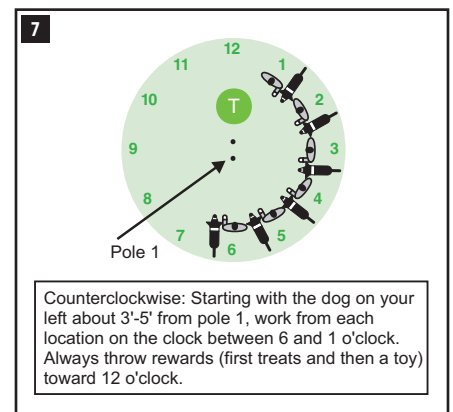 7
12
11
1
10
T
2
9
3
8
4
7
6
5
Pole 1
Counterclockwise: Starting with the dog on your
left about 3'-5' from pole 1, work from each
location on the clock between 6 and 1 o'clock.
Always throw rewards (first treats and then a toy)
toward 12 o'clock.